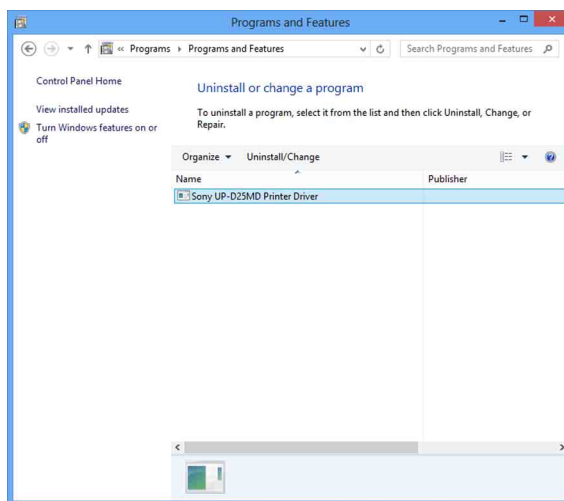 Programs and Features
« Programs ▸ Programs and Features
Search Programs and Features
Control Panel Home
View installed updates
Turn Windows features on or
off
Uninstall or change a program
To uninstall a program, select it from the list and then click Uninstall, Change, or
Repair.
Organize Uninstall/Change
Name Publisher
Sony UP-D25MD Printer Driver